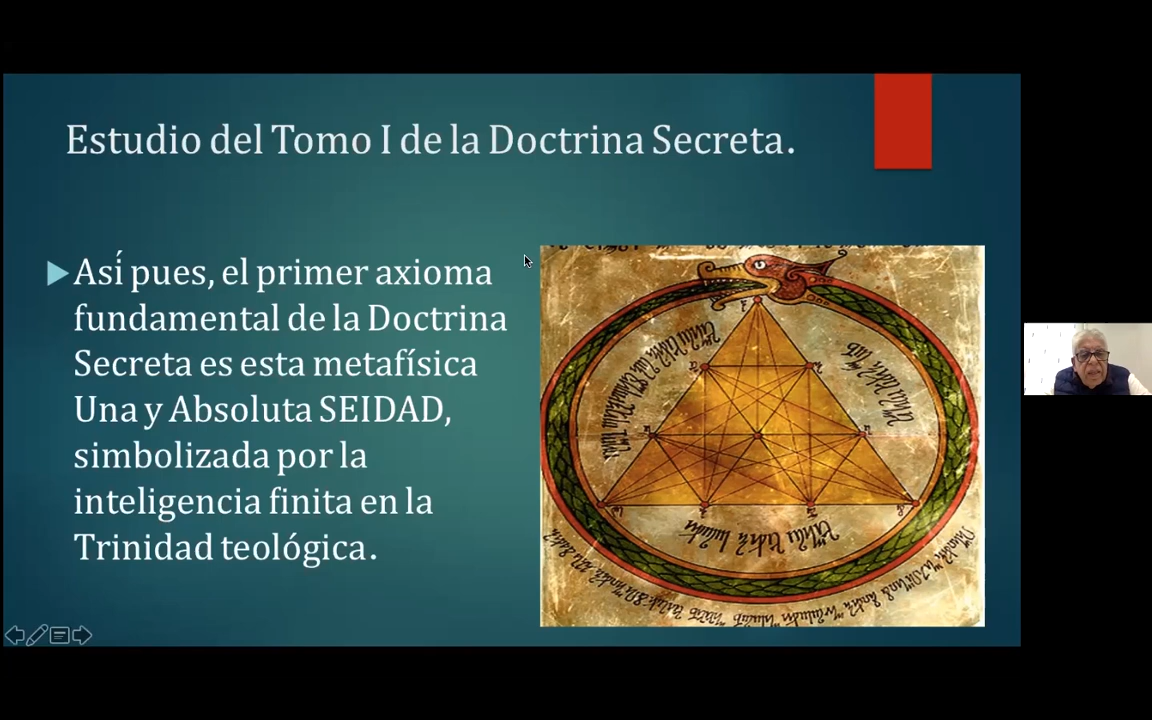 Estudio del Tomo I de la Doctrina Secreta.
Así pues, el primer axioma
fundamental de la Doctrina
Secreta es esta metafísica
Una y Absoluta SEIDAD,
simbolizada por la
inteligencia finita en la
Trinidad teológica.